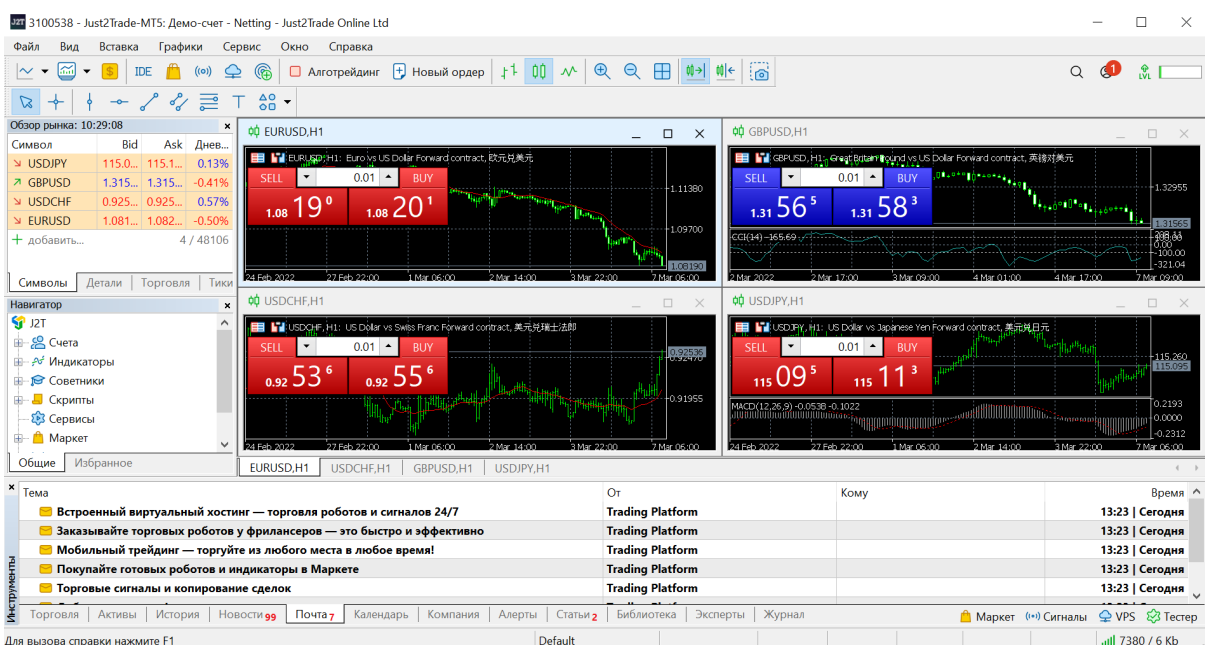 3100538 - Just2Trade-MT5: Демо-счет - Netting - Just2Trade Online Ltd
Файл Вид Вставка Графики Сервис Окно Справка
IDE Алготрейдинг Новый ордер 1 LVL
Обзор рынка: 10:29:08
Символ Bid Ask Днев...
USDJPY 115.0... 115.1... 0.13%
GBPUSD 1.315... 1.315... -0.41%
USDCHF 0.925... 0.925... 0.57%
EURUSD 1.081... 1.082... -0.50%
добавить... 4 / 48106
Символы Детали Торговля Тики
Навигатор
J2T
Счета
Индикаторы
Советники
Скрипты
Сервисы
Маркет
Общие Избранное
EURUSD,H1
EURUSD, H1: Euro vs US Dollar Forward contract, 欧元兑美元
SELL 0.01 BUY
1.08 19 0 1.08 20 1
1.11380
1.09700
1.08190
24 Feb 2022 27 Feb 22:00 1 Mar 06:00 2 Mar 14:00 3 Mar 22:00 7 Mar 06:00
GBPUSD,H1
GBPUSD, H1: Great Britain Pound vs US Dollar Forward contract, 英镑对美元
SELL 0.01 BUY
1.31 56 5 1.31 58 3
1.32955
1.31565
CCI(14) -165.69
0.00
-100.00
-321.04
2 Mar 2022 2 Mar 17:00 3 Mar 09:00 4 Mar 01:00 4 Mar 17:00 7 Mar 09:00
USDCHF,H1
USDCHF, H1: US Dollar vs Swiss Franc Forward contract, 美元兑瑞士法郎
SELL 0.01 BUY
0.92 53 6 0.92 55 6
0.92536
0.92470
0.91955
24 Feb 2022 27 Feb 22:00 1 Mar 06:00 2 Mar 14:00 3 Mar 22:00 7 Mar 06:00
USDJPY,H1
USDJPY, H1: US Dollar vs Japanese Yen Forward contract, 美元兑日元
SELL 0.01 BUY
115 09 5 115 11 3
115.260
115.095
MACD(12,26,9) -0.0538 -0.1022
0.2193
0.0000
-0.2312
24 Feb 2022 27 Feb 22:00 1 Mar 06:00 2 Mar 14:00 3 Mar 22:00 7 Mar 06:00
EURUSD,H1 USDCHF,H1 GBPUSD,H1 USDJPY,H1
Тема От Кому Время
Встроенный виртуальный хостинг — торговля роботов и сигналов 24/7 Trading Platform 13:23 | Сегодня
Заказывайте торговых роботов у фрилансеров — это быстро и эффективно Trading Platform 13:23 | Сегодня
Мобильный трейдинг — торгуйте из любого места в любое время! Trading Platform 13:23 | Сегодня
Покупайте готовых роботов и индикаторы в Маркете Trading Platform 13:23 | Сегодня
Торговые сигналы и копирование сделок Trading Platform 13:23 | Сегодня
Инструменты
Торговля Активы История Новости 99 Почта 7 Календарь Компания Алерты Статьи 2 Библиотека Эксперты Журнал Маркет Сигналы VPS Тестер
Для вызова справки нажмите F1 Default 7380 / 6 Kb